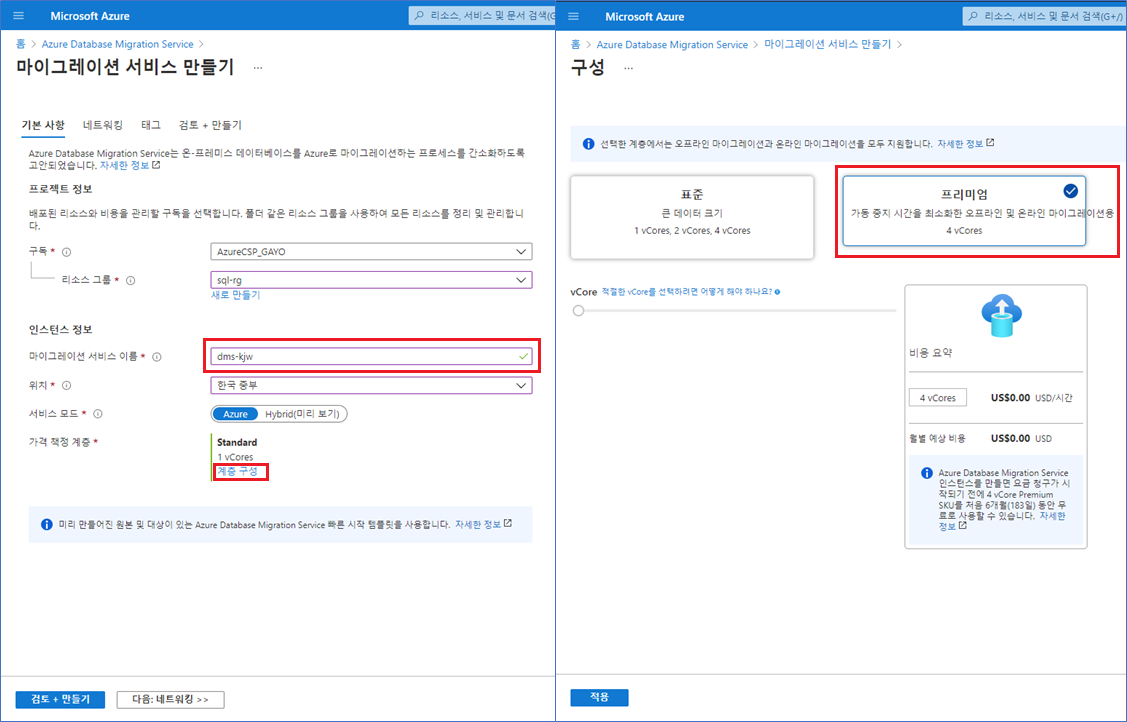 Microsoft Azure
리소스, 서비스 및 문서 검색(G
홈 > Azure Database Migration Service >
마이그레이션 서비스 만들기 ...
기본 사항 네트워킹 태그 검토 + 만들기
Azure Database Migration Service는 온-프레미스 데이터베이스를 Azure로 마이그레이션하는 프로세스를 간소화하도록
고안되었습니다. 자세한 정보
프로젝트 정보
배포된 리소스와 비용을 관리할 구독을 선택합니다. 폴더 같은 리소스 그룹을 사용하여 모든 리소스를 정리 및 관리합니
다.
구독 *
AzureCSP_GAYO
리소스 그룹 *
sql-rg
새로 만들기
인스턴스 정보
마이그레이션 서비스 이름 *
dms-kjw
위치 *
한국 중부
서비스 모드 *
Azure Hybrid(미리 보기)
가격 책정 계층 *
Standard
1 vCores
계층 구성
미리 만들어진 원본 및 대상이 있는 Azure Database Migration Service 빠른 시작 템플릿을 사용합니다. 자세한 정보
검토 + 만들기
다음: 네트워킹 >>
Microsoft Azure
리소스, 서비스 및 문서 검색(G+/)
홈 > Azure Database Migration Service > 마이그레이션 서비스 만들기 >
구성 ...
선택한 계층에서는 오프라인 마이그레이션과 온라인 마이그레이션을 모두 지원합니다. 자세한 정보
표준
큰 데이터 크기
1 vCores, 2 vCores, 4 vCores
프리미엄
가동 중지 시간을 최소화한 오프라인 및 온라인 마이그레이션용
4 vCores
vCore 적절한 vCore를 선택하려면 어떻게 해야 하나요?
비용 요약
4 vCores
US$0.00 USD/시간
월별 예상 비용
US$0.00 USD
Azure Database Migration Service
인스턴스를 만들면 요금 청구가 시
작되기 전에 4 vCore Premium
SKU를 처음 6개월(183일) 동안 무
료로 사용할 수 있습니다. 자세한
정보
적용